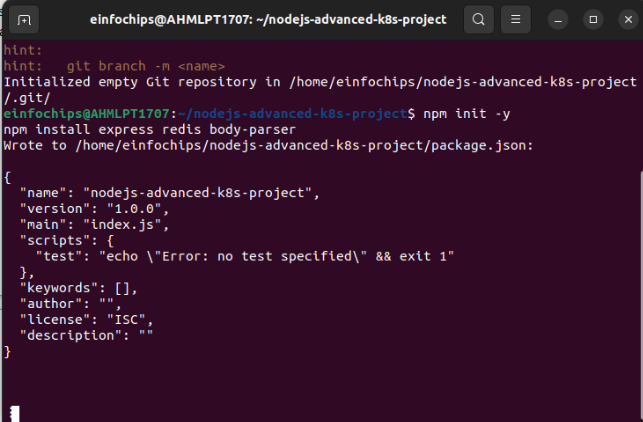 einfochips@AHMLPT1707: ~/nodejs-advanced-k8s-project
hint:
hint:   git branch -m <name>
Initialized empty Git repository in /home/einfochips/nodejs-advanced-k8s-project
/.git/
einfochips@AHMLPT1707:~/nodejs-advanced-k8s-project$ npm init -y
npm install express redis body-parser
Wrote to /home/einfochips/nodejs-advanced-k8s-project/package.json:

{
  "name": "nodejs-advanced-k8s-project",
  "version": "1.0.0",
  "main": "index.js",
  "scripts": {
    "test": "echo \"Error: no test specified\" && exit 1"
  },
  "keywords": [],
  "author": "",
  "license": "ISC",
  "description": ""
}